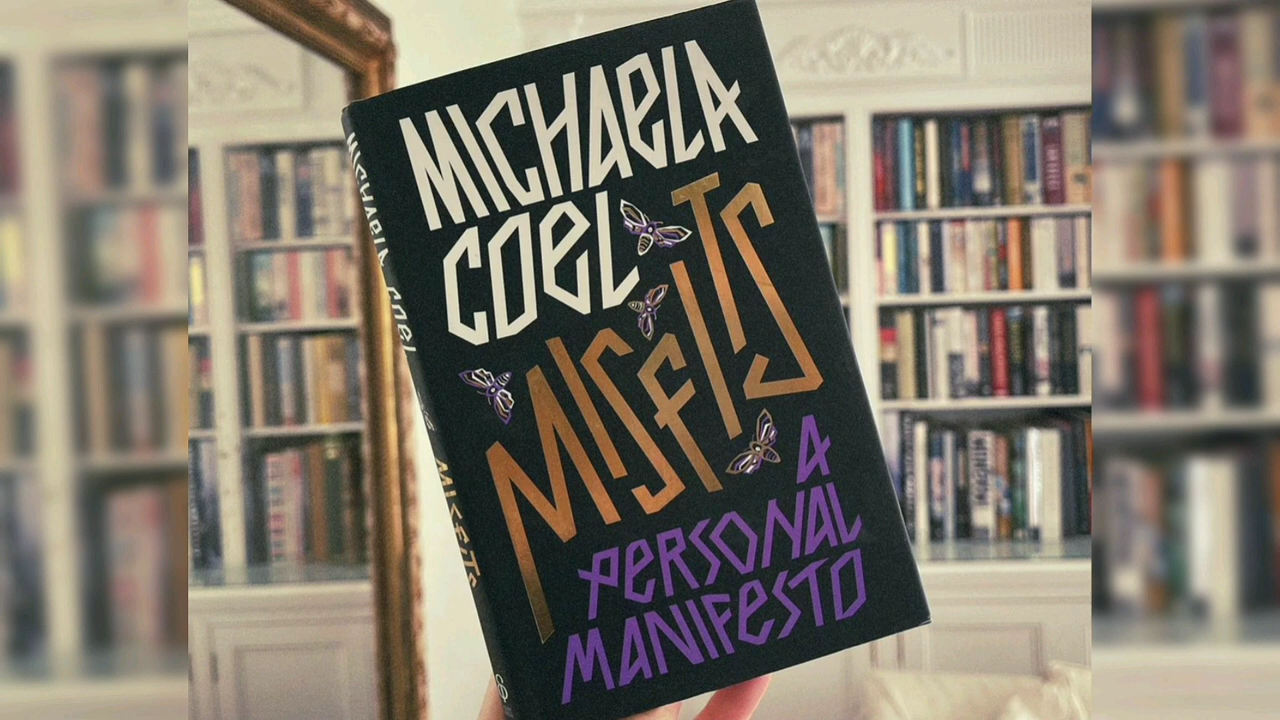 MICHAELA
COEL
MISFITS
A
PERSONAL
MANIFESTO
MICHAELA COEL MISFITS